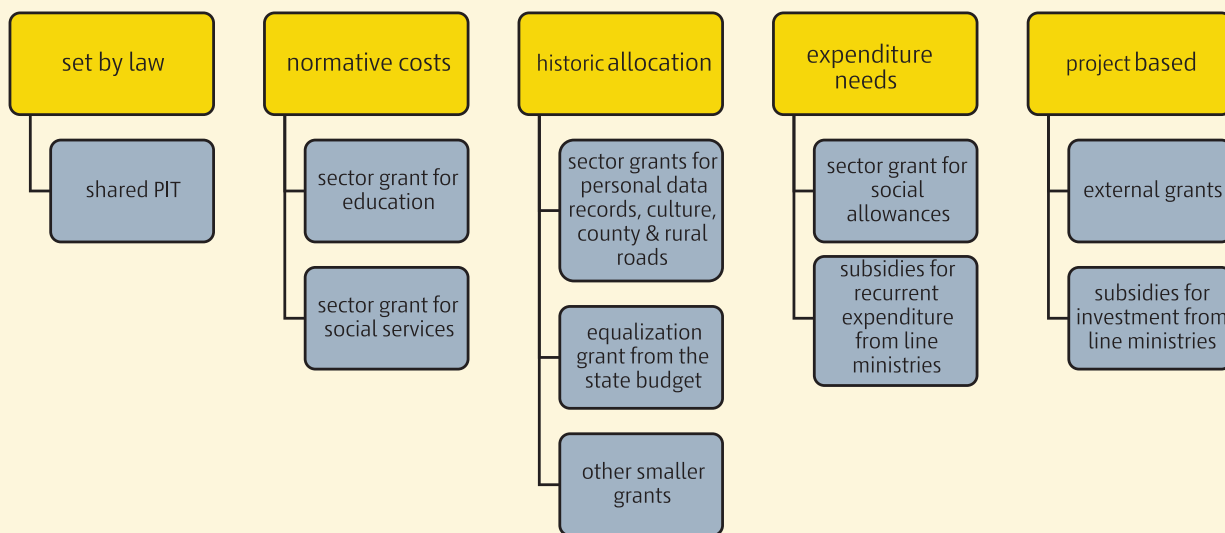 set by law
shared PIT
normative costs
sector grant for
education
sector grant for
social services
historic allocation
sector grants for
personal data
records, culture,
county & rural
roads
equalization
grant from the
state budget
other smaller
grants
expenditure
needs
sector grant for
social
allowances
subsidies for
recurrent
expenditure
from line
ministries
project based
external grants
subsidies for
investment from
line ministries